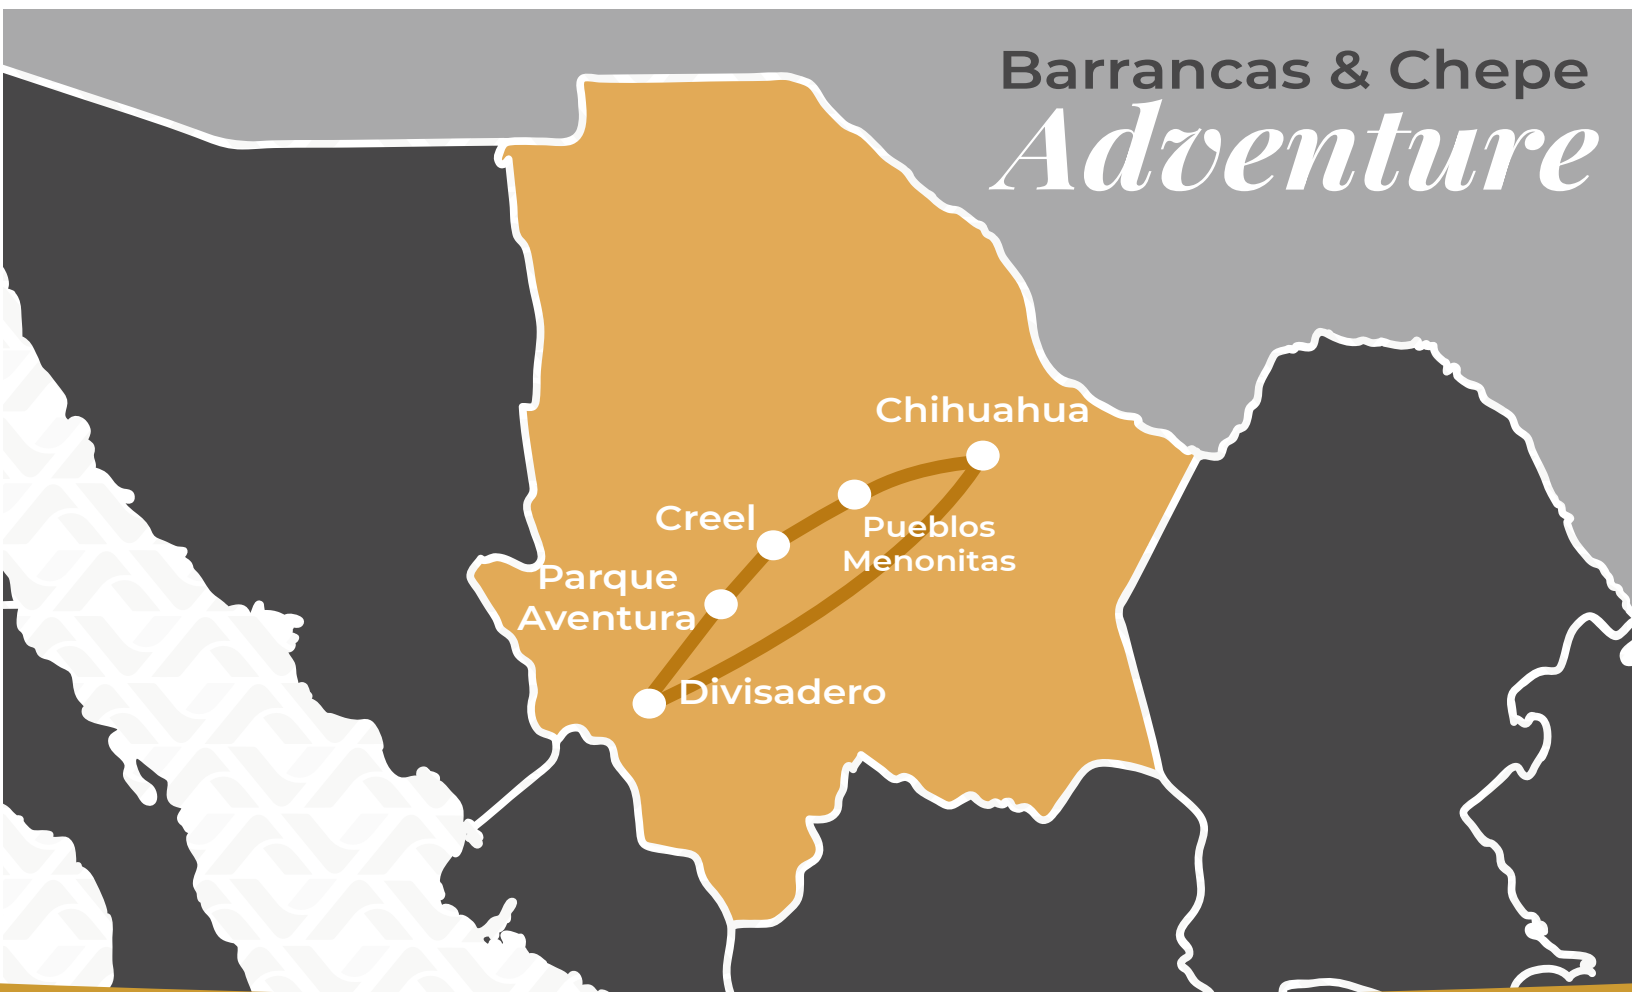 Barrancas & Chepe
Adventure
Chihuahua
Creel
Pueblos
Menonitas
Parque
Aventura
Divisadero